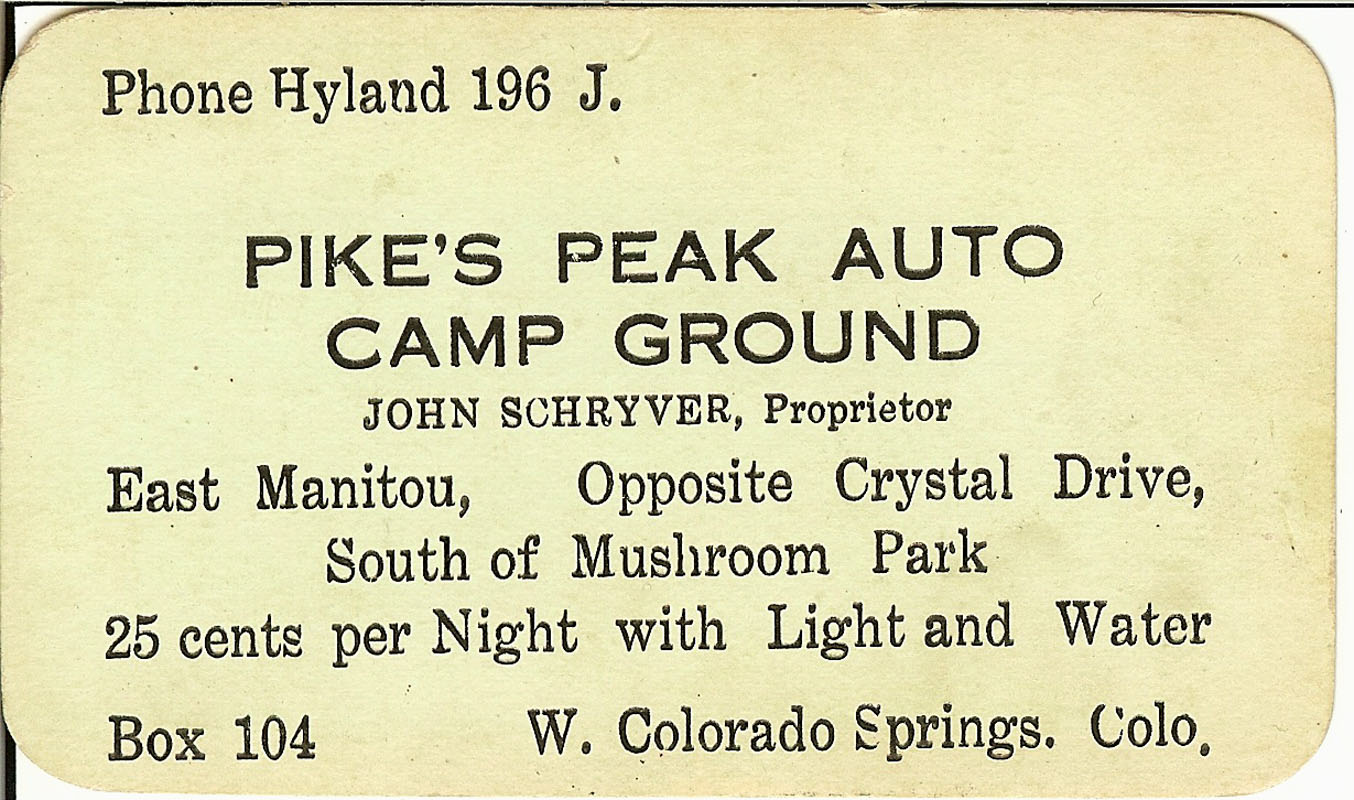 Phone Hyland 196 J.
PIKE'S PEAK AUTO
CAMP GROUND
JOHN SCHRYVER, Proprietor
East Manitou, Opposite Crystal Drive,
South of Mushroom Park
25 cents per Night with Light and Water
Box 104 W. Colorado Springs. Colo.